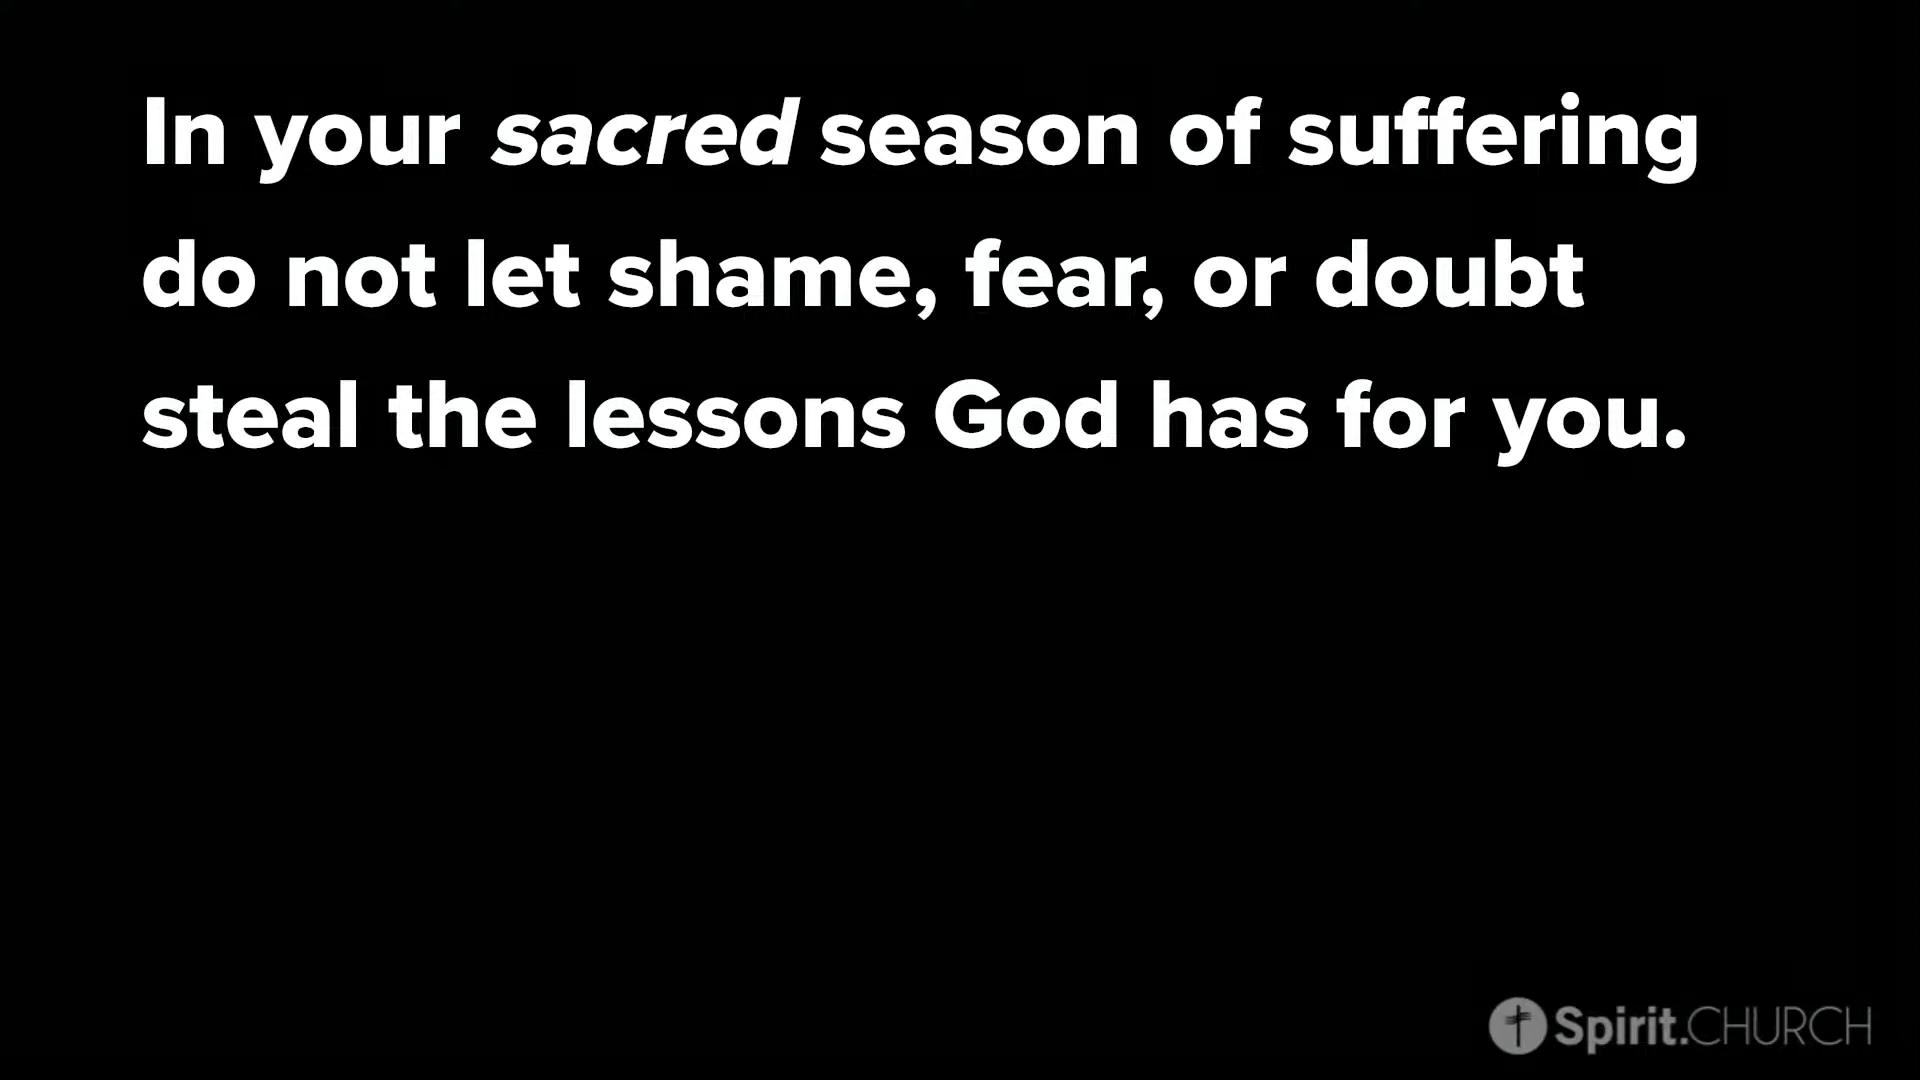 In your sacred season of suffering
do not let shame, fear, or doubt
steal the lessons God has for you.
Spirit.CHURCH